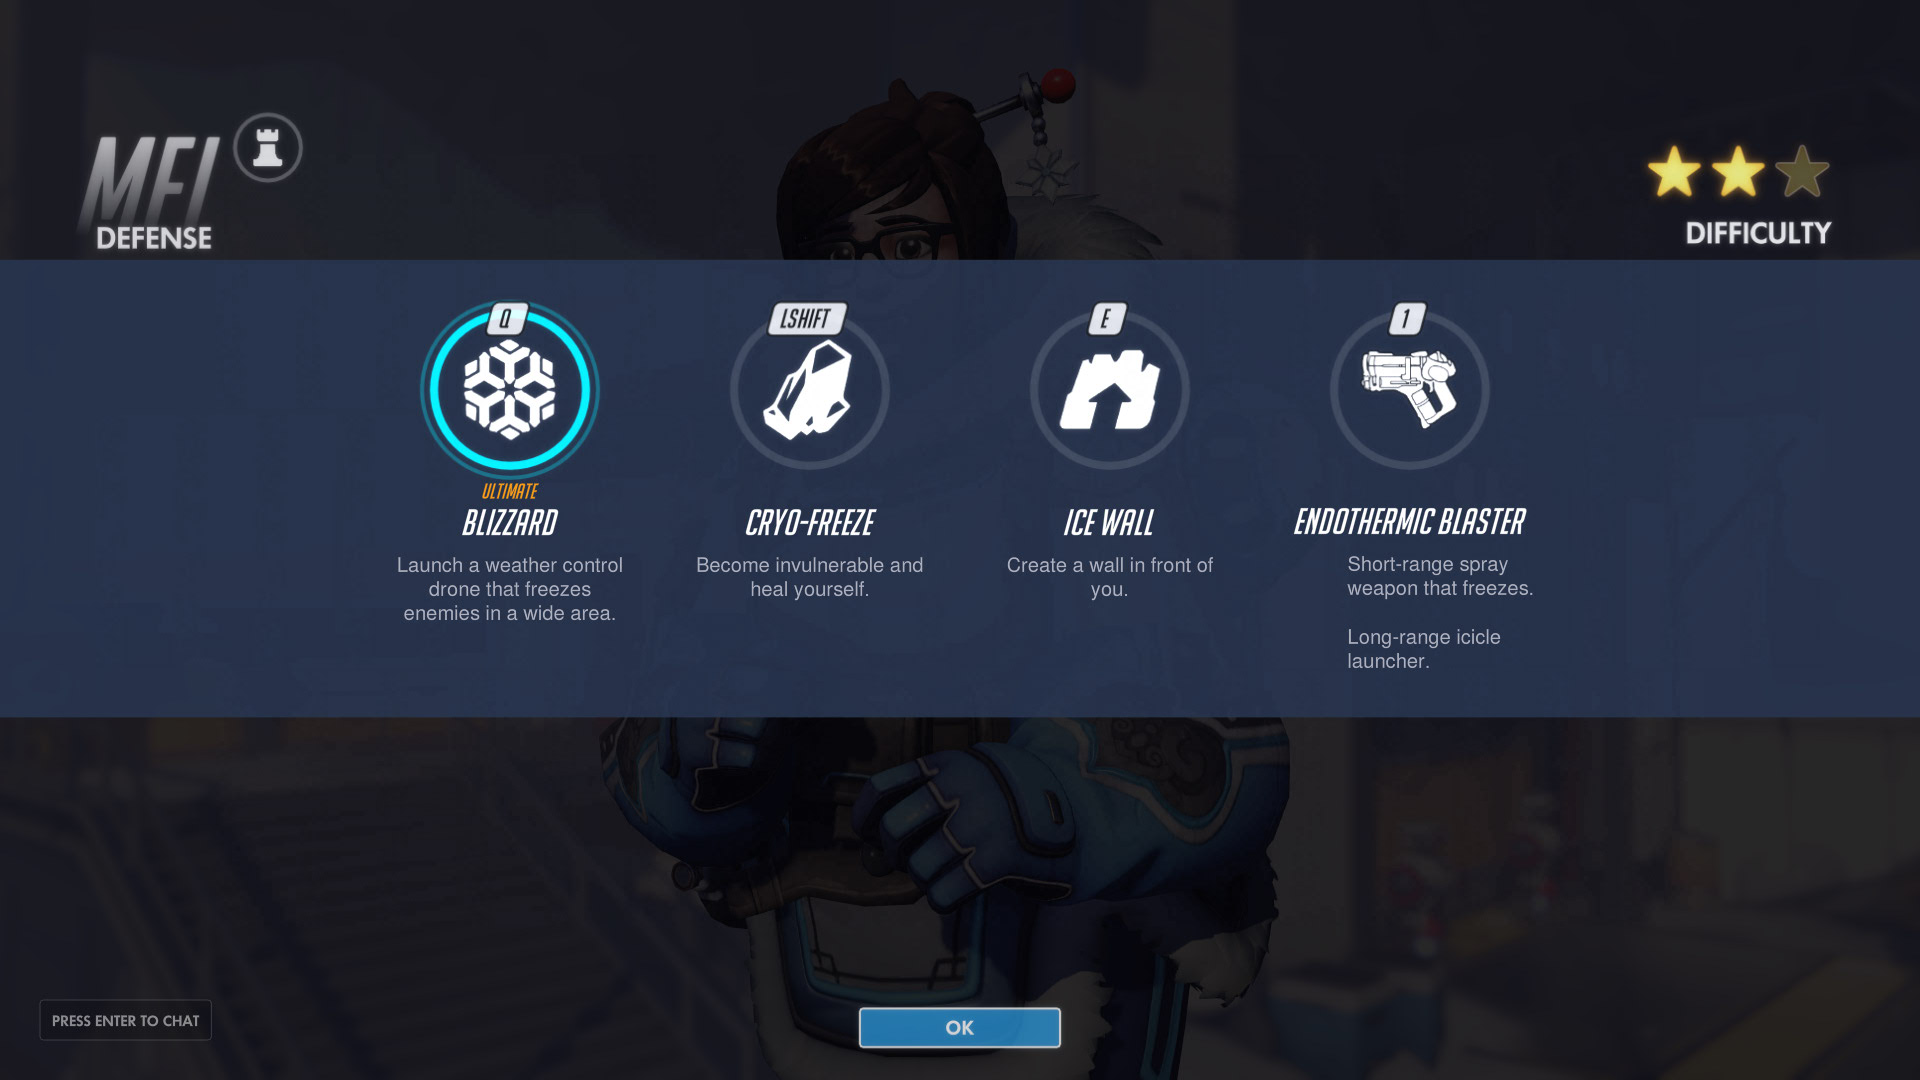 MEI
DEFENSE
DIFFICULTY
Q
ULTIMATE
BLIZZARD
Launch a weather control
drone that freezes
enemies in a wide area.
LSHIFT
CRYO-FREEZE
Become invulnerable and
heal yourself.
E
ICE WALL
Create a wall in front of
you.
1
ENDOTHERMIC BLASTER
Short-range spray
weapon that freezes.
Long-range icicle
launcher.
PRESS ENTER TO CHAT
OK